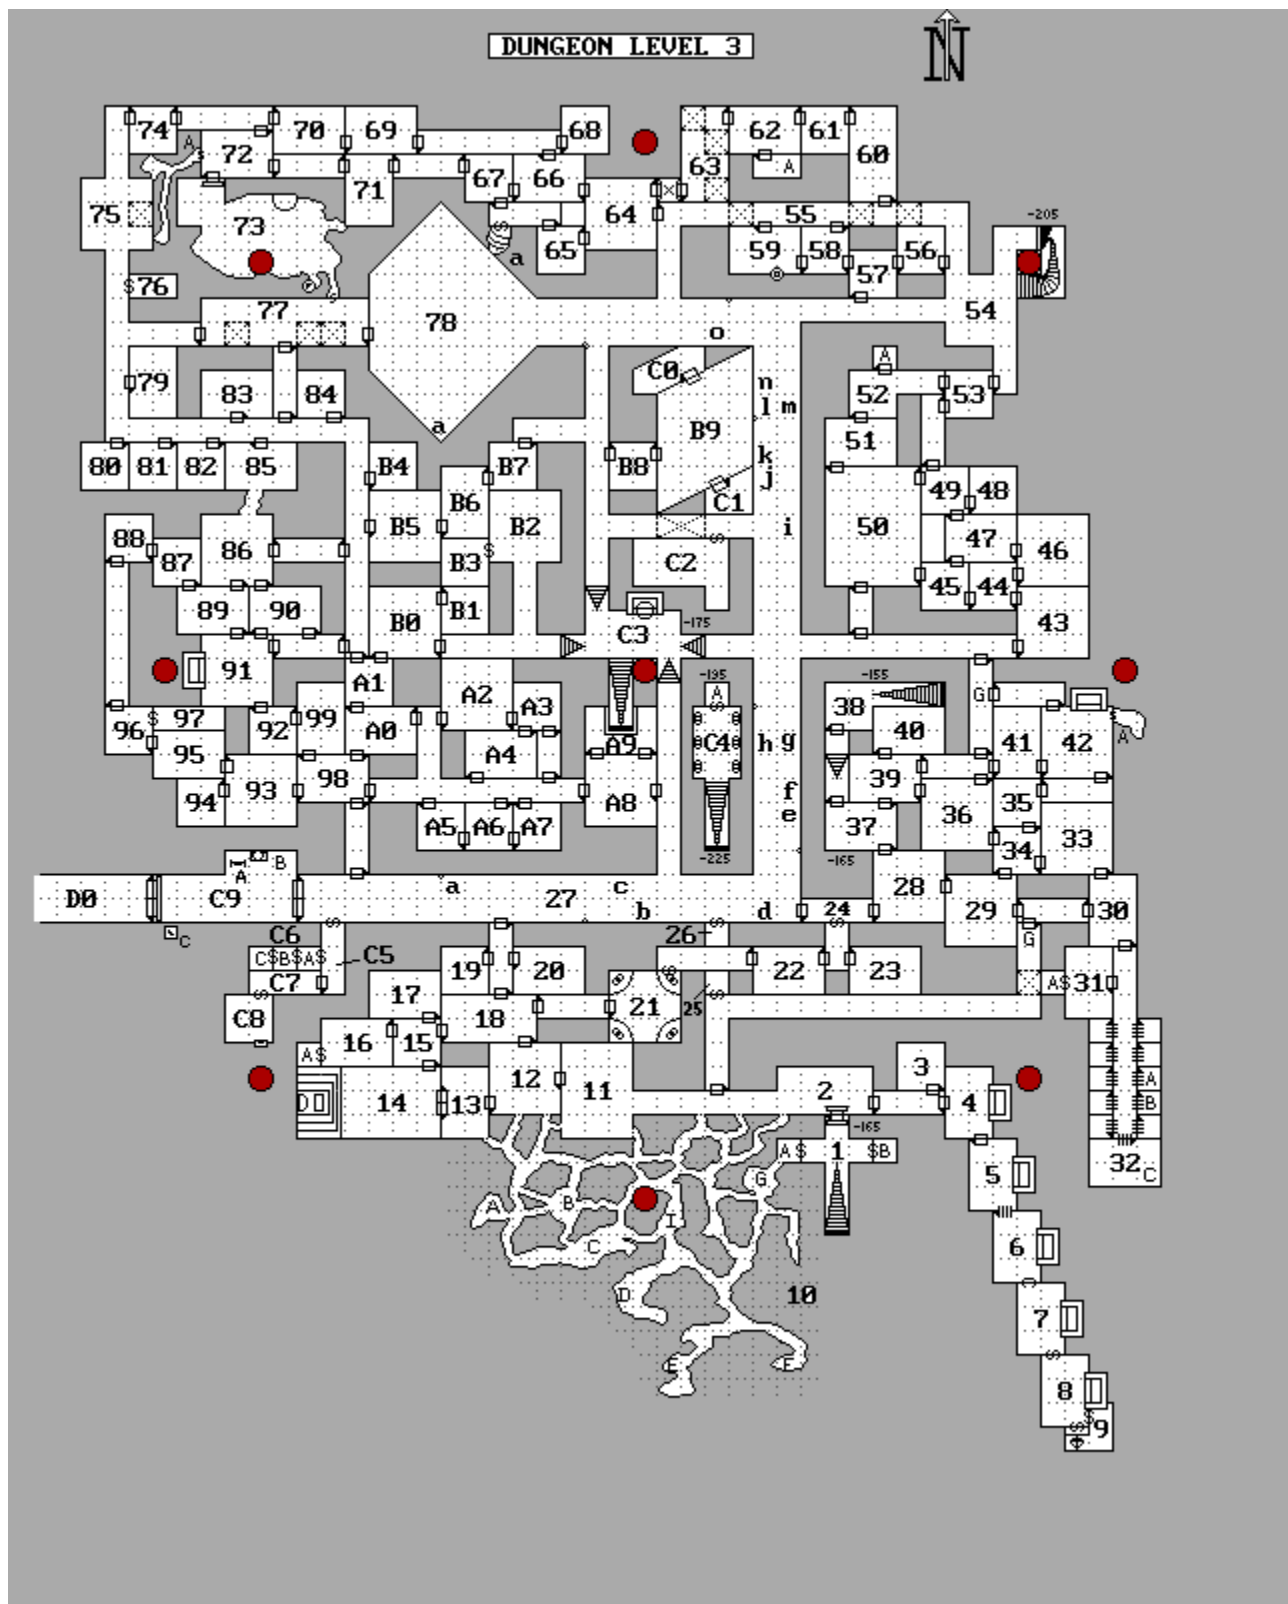 N
DUNGEON LEVEL 3
74 70 69 68 62 61
A 72 67 66 63 A 60
71
75 73 64 55 -205
65 59 58 56
a 57
$76
77 78 54
o
A
79 C0 n
83 84 l m 52 53
a B9 51
80 81 82 85 B4 B7 B8 k
j
B6 C1 49 48
88 86 B5 B2 i 50 47 46
87 B3 $ C2
45 44
89 90 B0 B1 43
C3 -175
91 A1 -195 -155
A2 A G
S 97 99 A3 38
96 92 A0 C4 h g 40 41 42 A
95 A4 A9
98 39
94 93 A8 f 35
A5 A6 A7 e 37 36 33
34
-225 -165
A B 28
D0 C9 a 27 c b d 24 29 30
C C6 26 G
C$B$A$ C5 19 20 22 23
C7 17 25 A$ 31
C8 18 21
16 15
A$ 12 3 A
D 14 13 11 2 4 B
-165
A$ 1 $B 32 C
G 5
A B I
C 6
D 10 7
E F
8
$
9